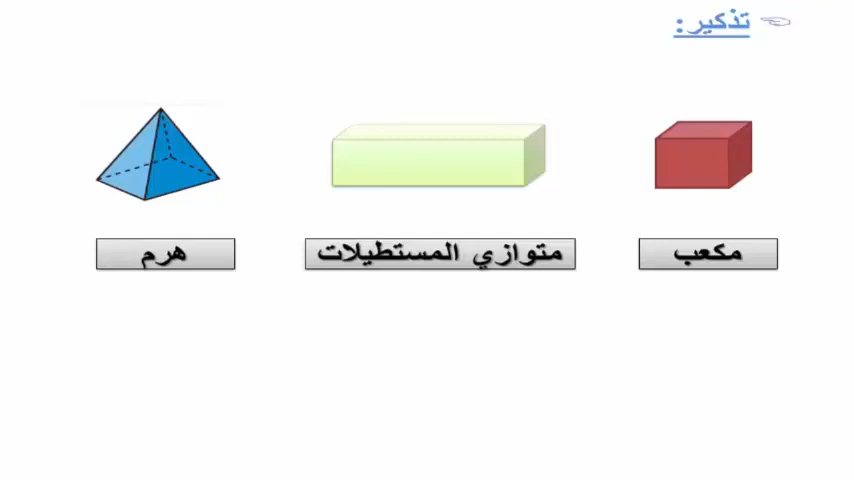 تذكير :
مكعب
متوازي المستطيلات
هرم